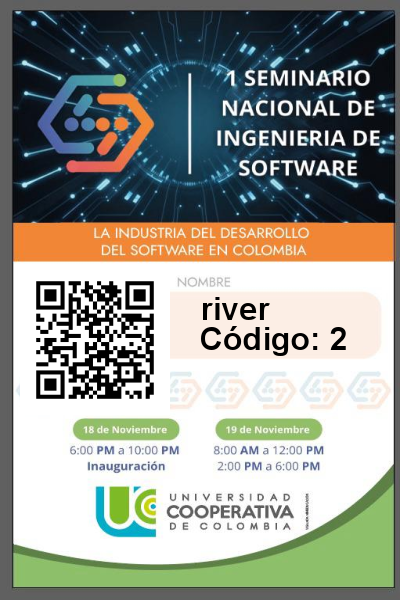 1 SEMINARIO
NACIONAL DE
INGENIERIA DE
SOFTWARE
LA INDUSTRIA DEL DESARROLLO
DEL SOFTWARE EN COLOMBIA
NOMBRE
river
Código: 2
18 de Noviembre
6:00 PM a 10:00 PM
Inauguración
19 de Noviembre
8:00 AM a 12:00 PM
2:00 PM a 6:00 PM
UNIVERSIDAD
COOPERATIVA
DE COLOMBIA